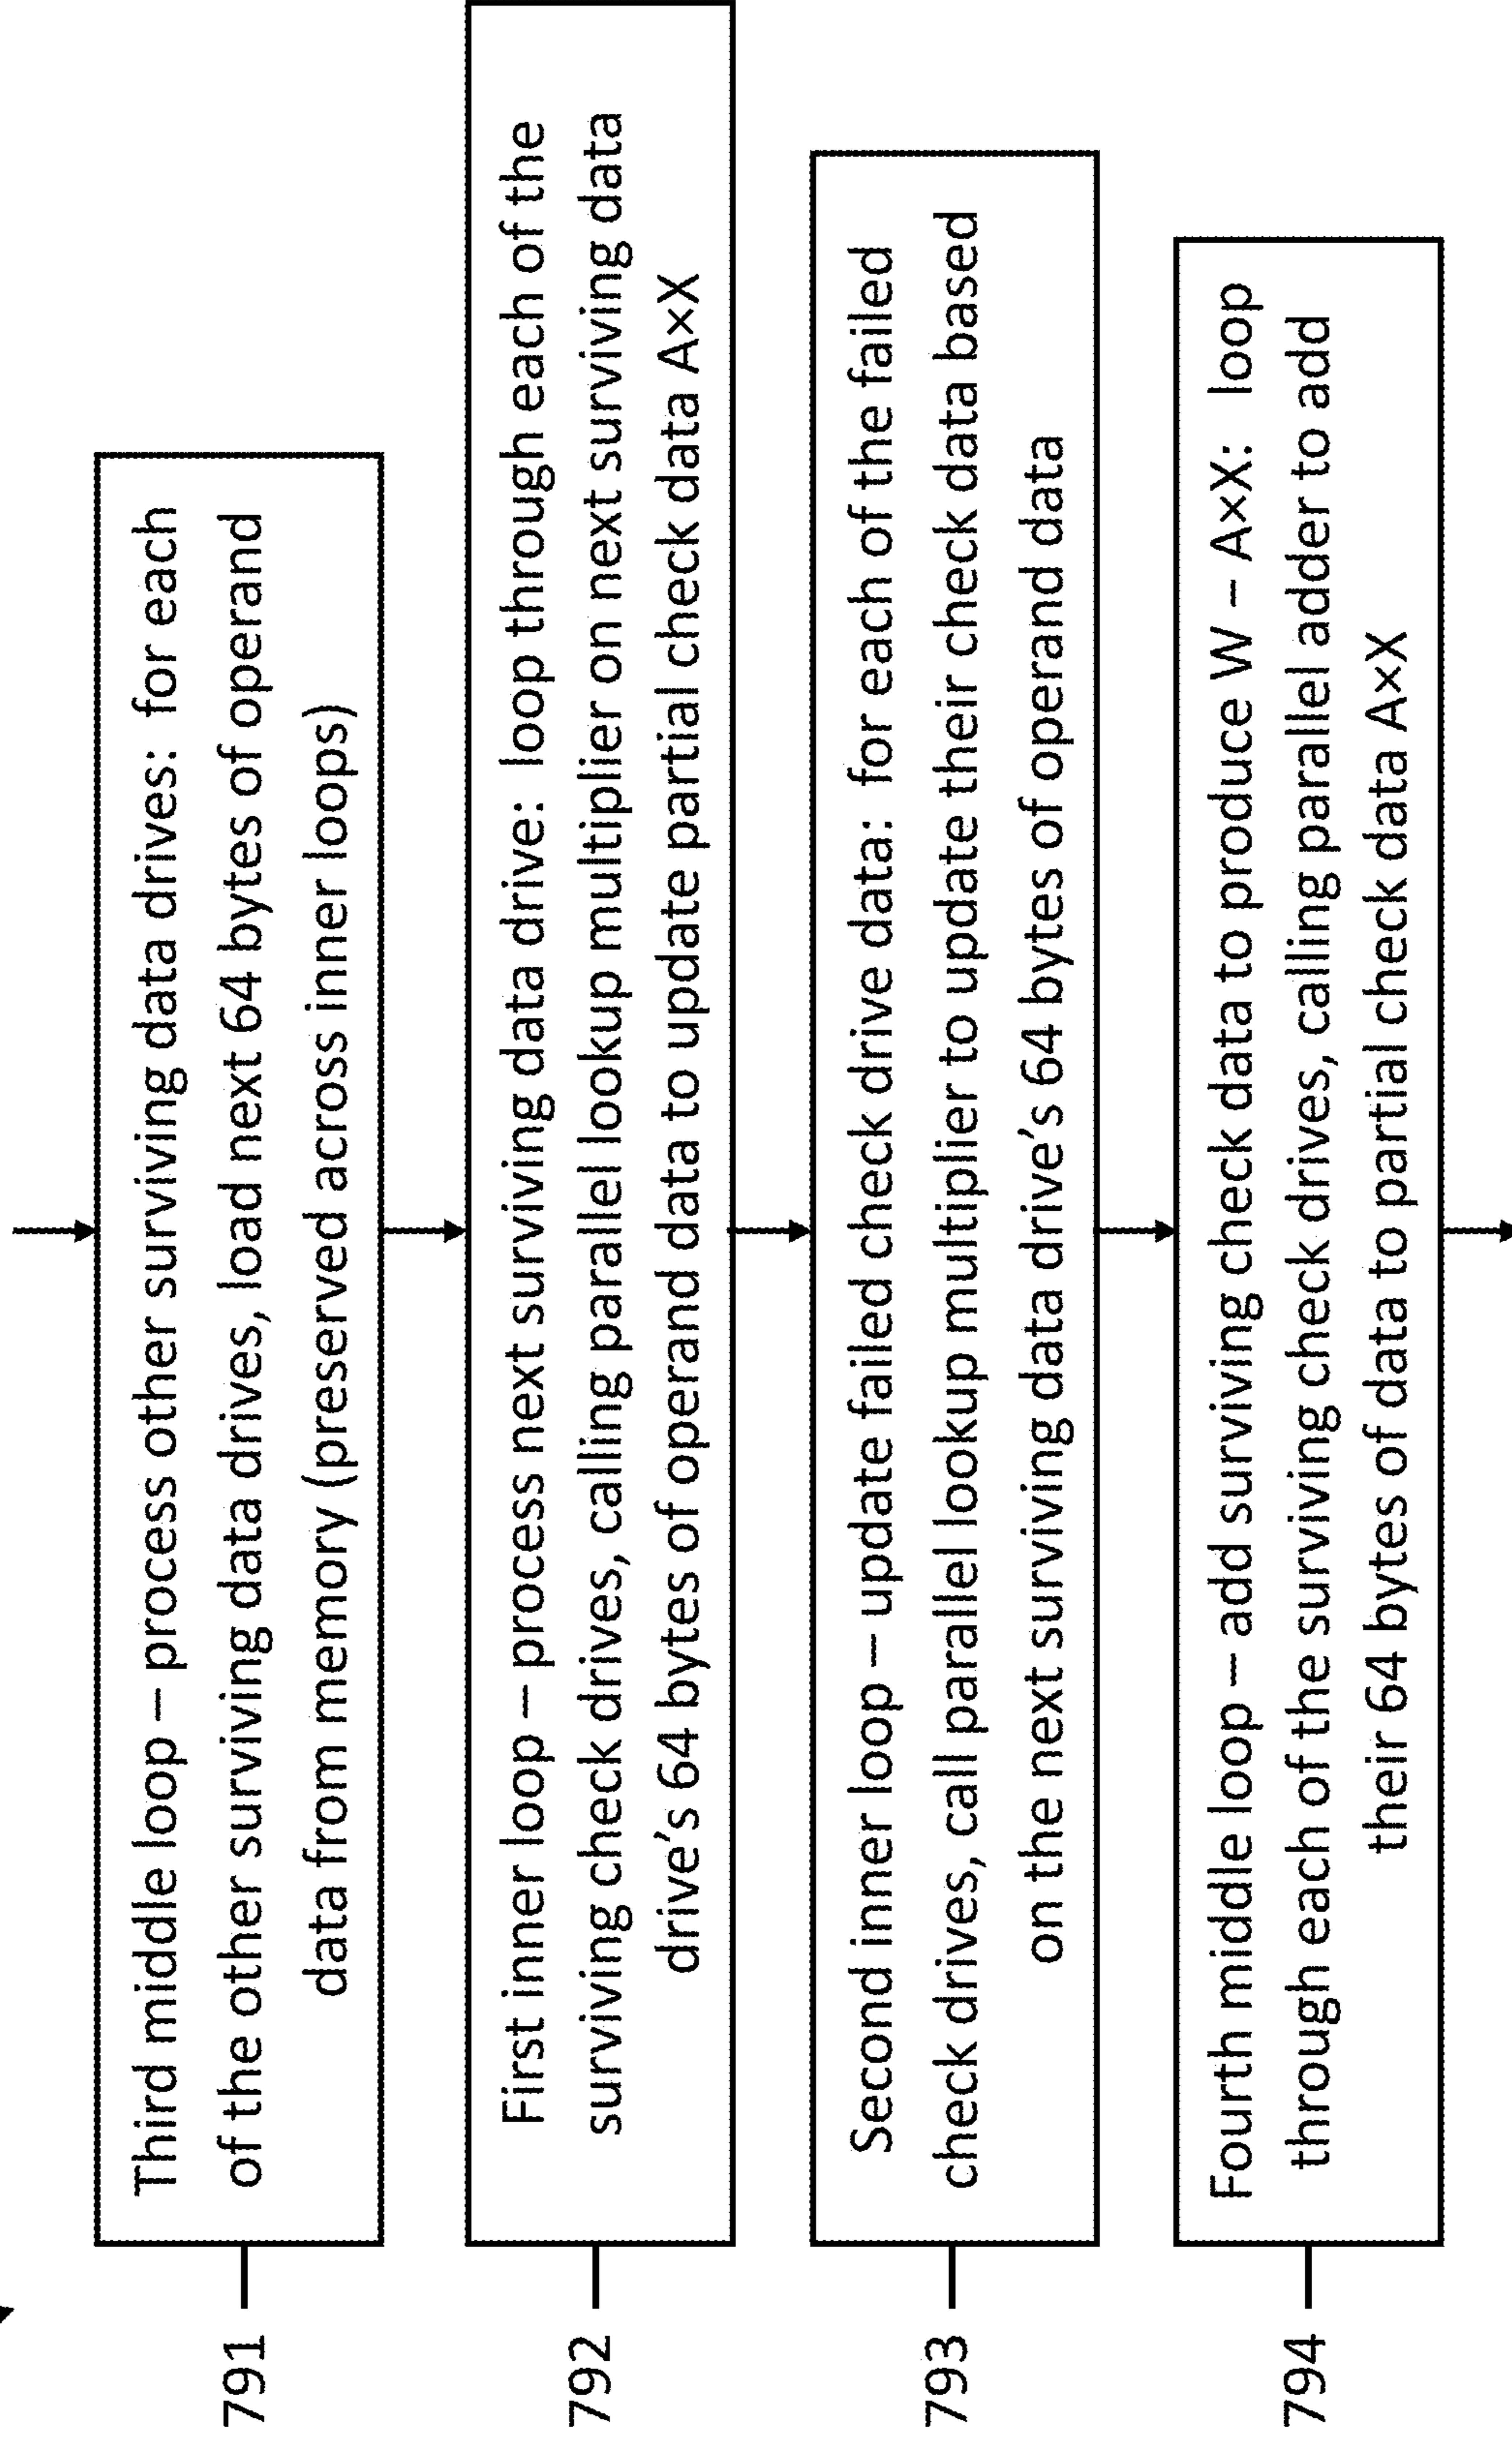 791
Third middle loop – process other surviving data drives:  for each
of the other surviving data drives, load next 64 bytes of operand
data from memory (preserved across inner loops)
792
First inner loop – process next surviving data drive:  loop through each of the
surviving check drives, calling parallel lookup multiplier on next surviving data
drive's 64 bytes of operand data to update partial check data A×X
793
Second inner loop – update failed check drive data:  for each of the failed
check drives, call parallel lookup multiplier to update their check data based
on the next surviving data drive's 64 bytes of operand data
794
Fourth middle loop – add surviving check data to produce W – A×X:  loop
through each of the surviving check drives, calling parallel adder to add
their 64 bytes of data to partial check data A×X